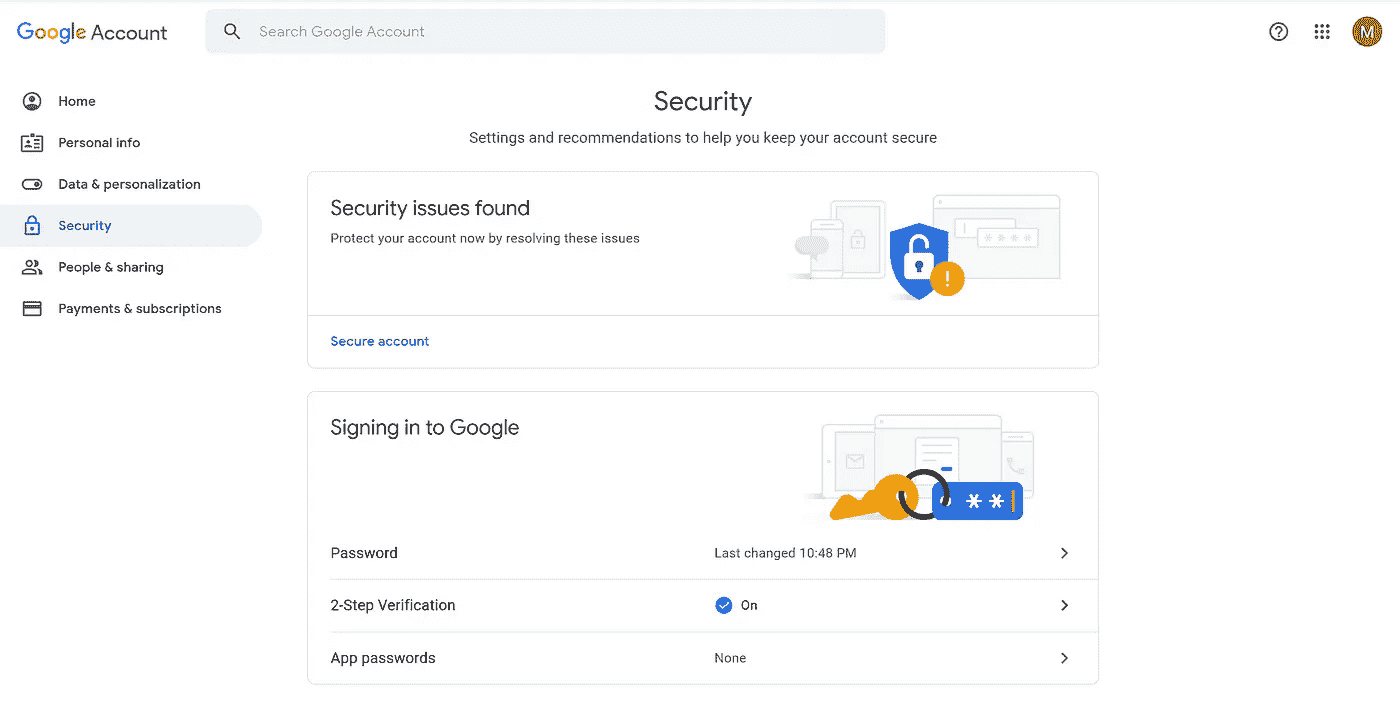 Google Account
Search Google Account
M
Home
Personal info
Data & personalization
Security
People & sharing
Payments & subscriptions
Security
Settings and recommendations to help you keep your account secure
Security issues found
Protect your account now by resolving these issues
****
!
Secure account
Signing in to Google
**
Password
Last changed 10:48 PM
2-Step Verification
On
App passwords
None